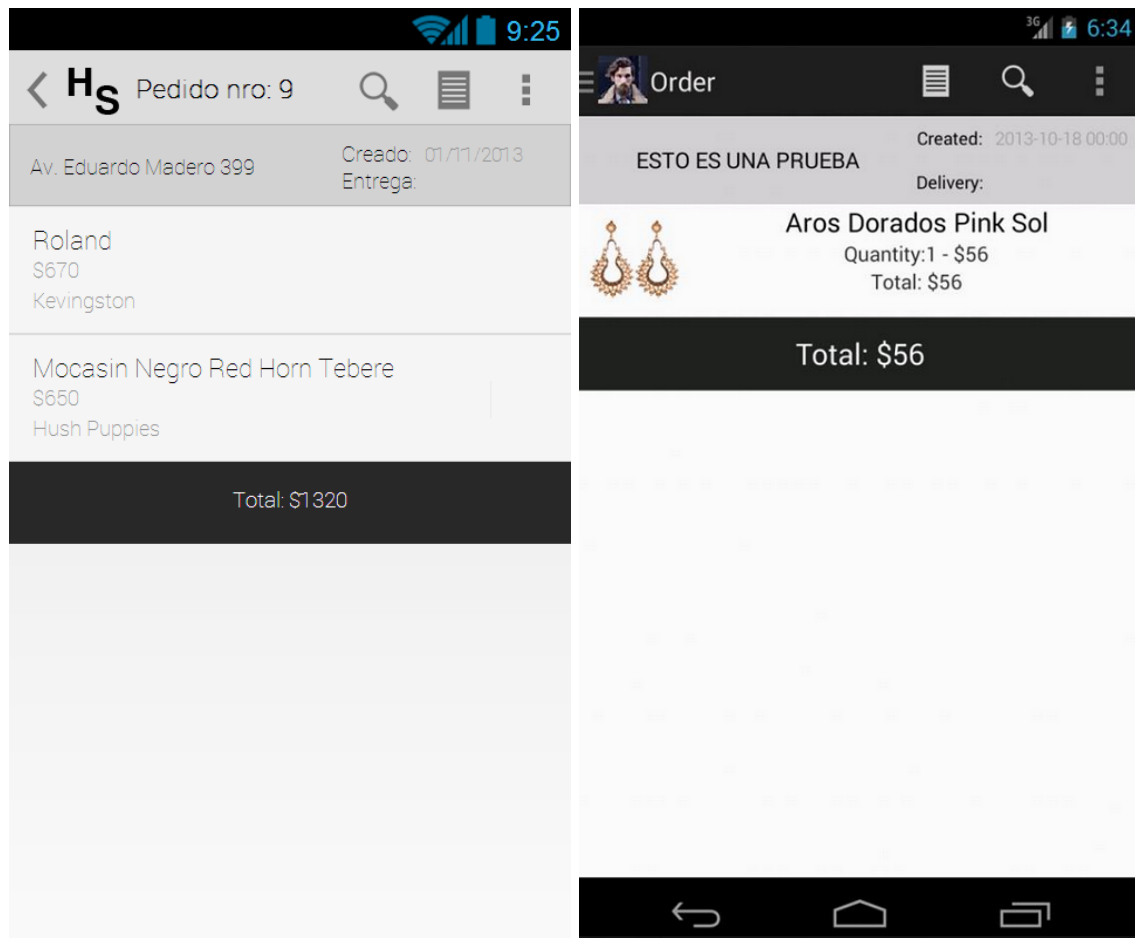 9:25
HS Pedido nro: 9
Av. Eduardo Madero 399
Creado: 01/11/2013
Entrega:
Roland
$670
Kevingston
Mocasin Negro Red Horn Tebere
$650
Hush Puppies
Total: $1320
3G 6:34
Order
ESTO ES UNA PRUEBA
Created: 2013-10-18 00:00
Delivery:
Aros Dorados Pink Sol
Quantity:1 - $56
Total: $56
Total: $56